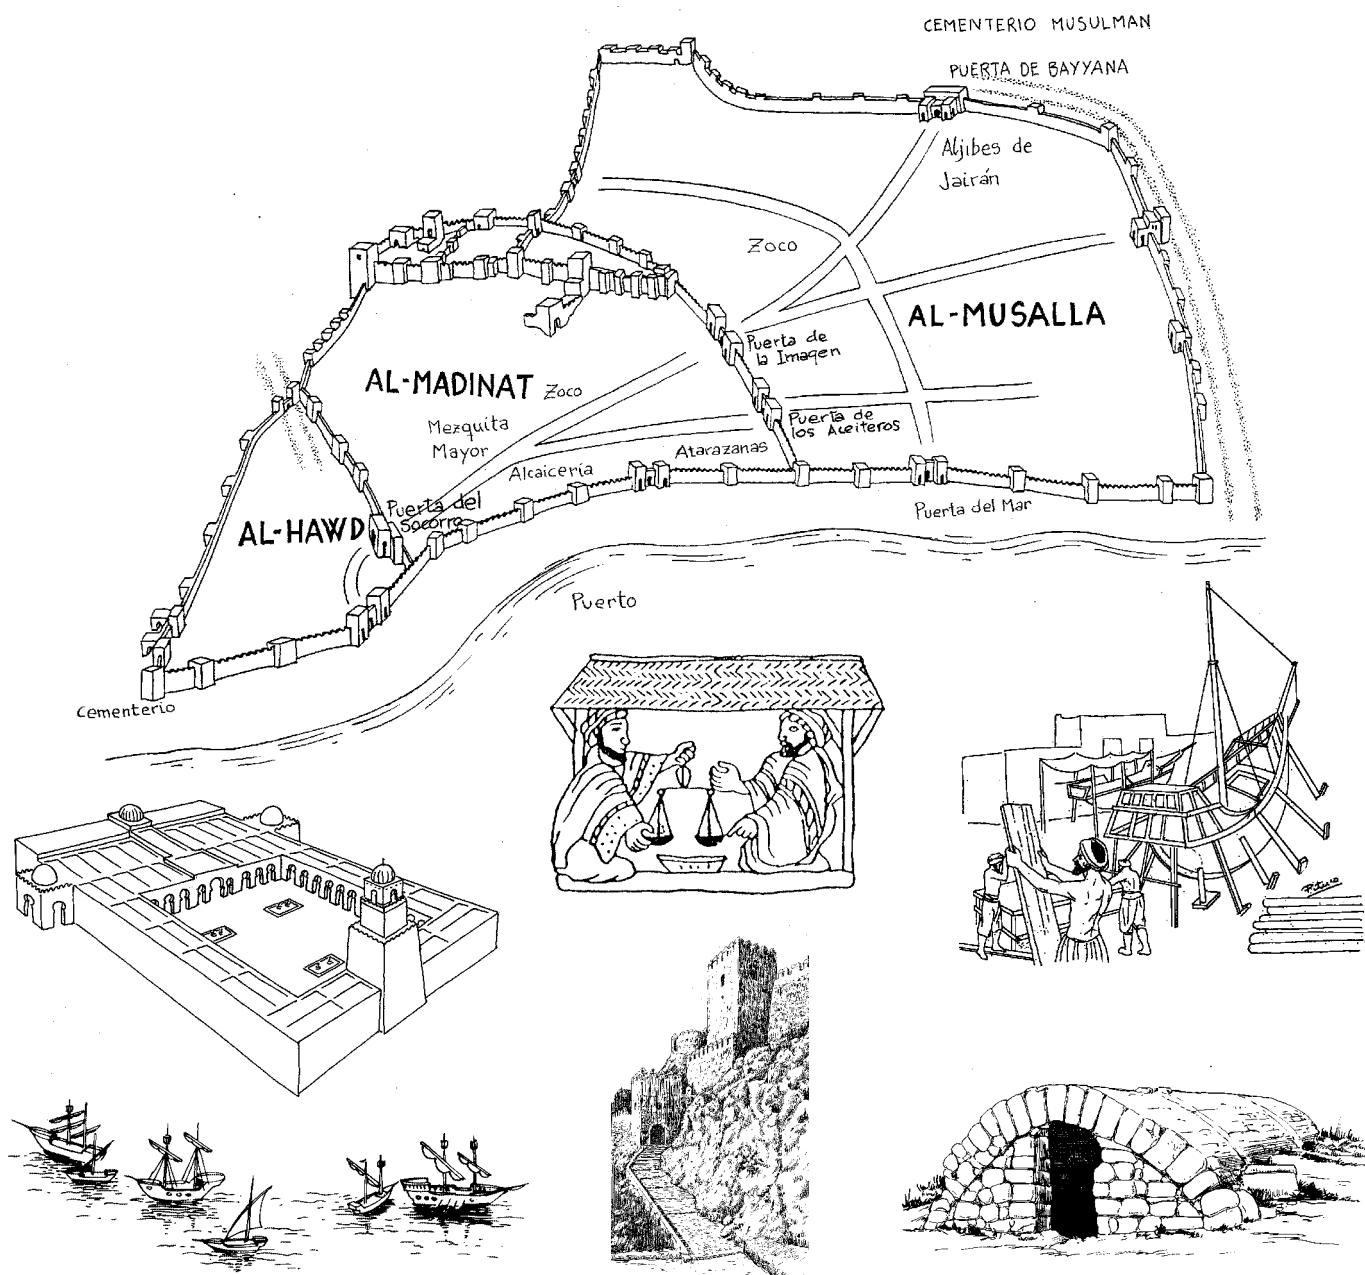 CEMENTERIO MUSULMAN
PUERTA DE BAYYANA
Aljibes de
Jairán
Zoco
AL-MUSALLA
Puerta de
la Imagen
AL-MADINAT
Zoco
Mezquita
Mayor
Puerta de
los Aceiteros
Atarazanas
Alcaicería
Puerta del
Socorro
AL-HAWD
Puerta del Mar
Puerto
Cementerio